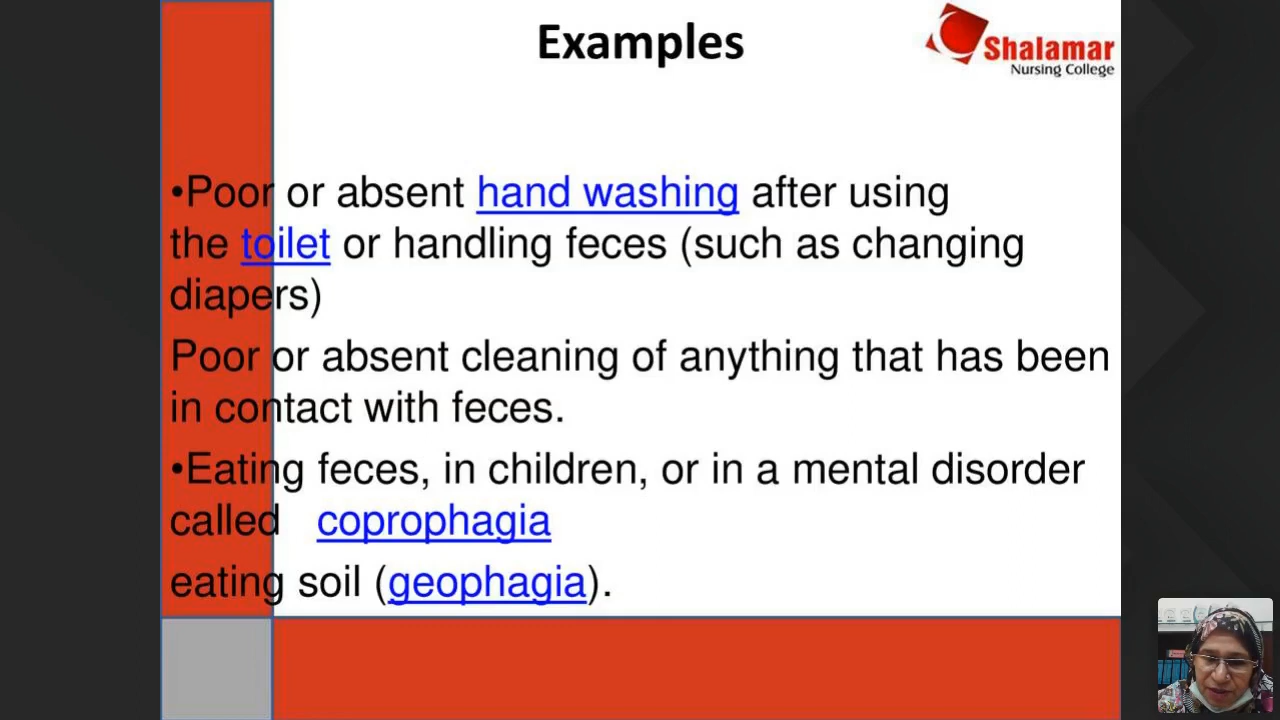 Examples
Shalamar
Nursing College
•Poor or absent hand washing after using
the toilet or handling feces (such as changing
diapers)
Poor or absent cleaning of anything that has been
in contact with feces.
•Eating feces, in children, or in a mental disorder
called coprophagia
eating soil (geophagia).